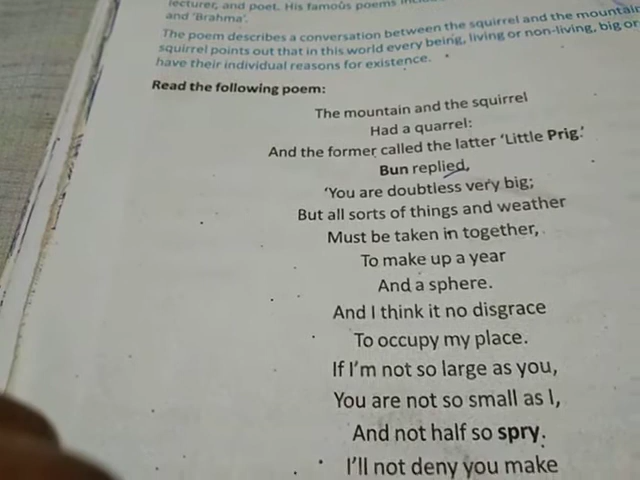 lecturer, and poet. His famous poems
and 'Brahma'.
The poem describes a conversation between the squirrel and the mountain
squirrel points out that in this world every being, living or non-living, big or
have their individual reasons for existence.
Read the following poem:
The mountain and the squirrel
Had a quarrel:
And the former called the latter 'Little Prig.'
Bun replied,
'You are doubtless very big;
But all sorts of things and weather
Must be taken in together,
To make up a year
And a sphere.
And I think it no disgrace
To occupy my place.
If I'm not so large as you,
You are not so small as I,
And not half so spry.
I'll not deny you make